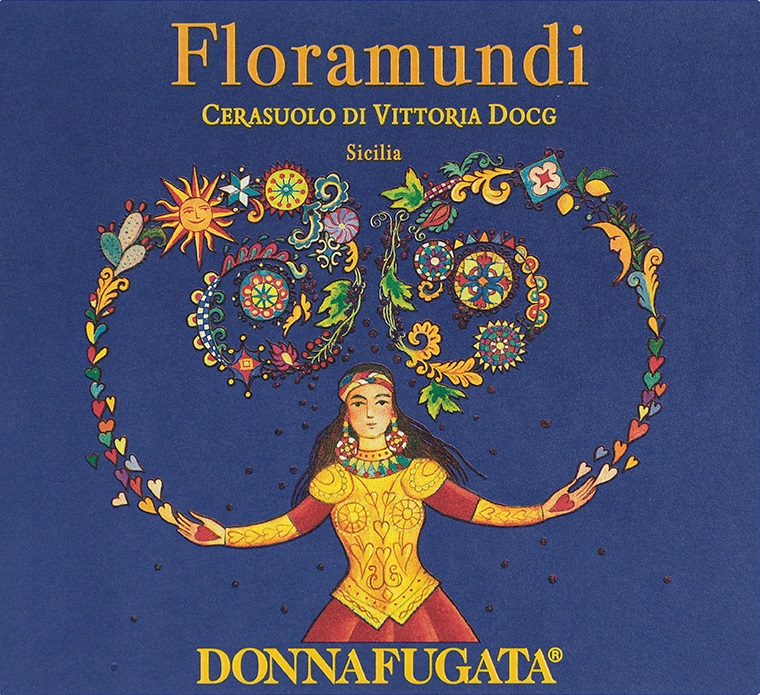 Floramundi
CERASUOLO DI VITTORIA DOCG
Sicilia
DONNAFUGATA®